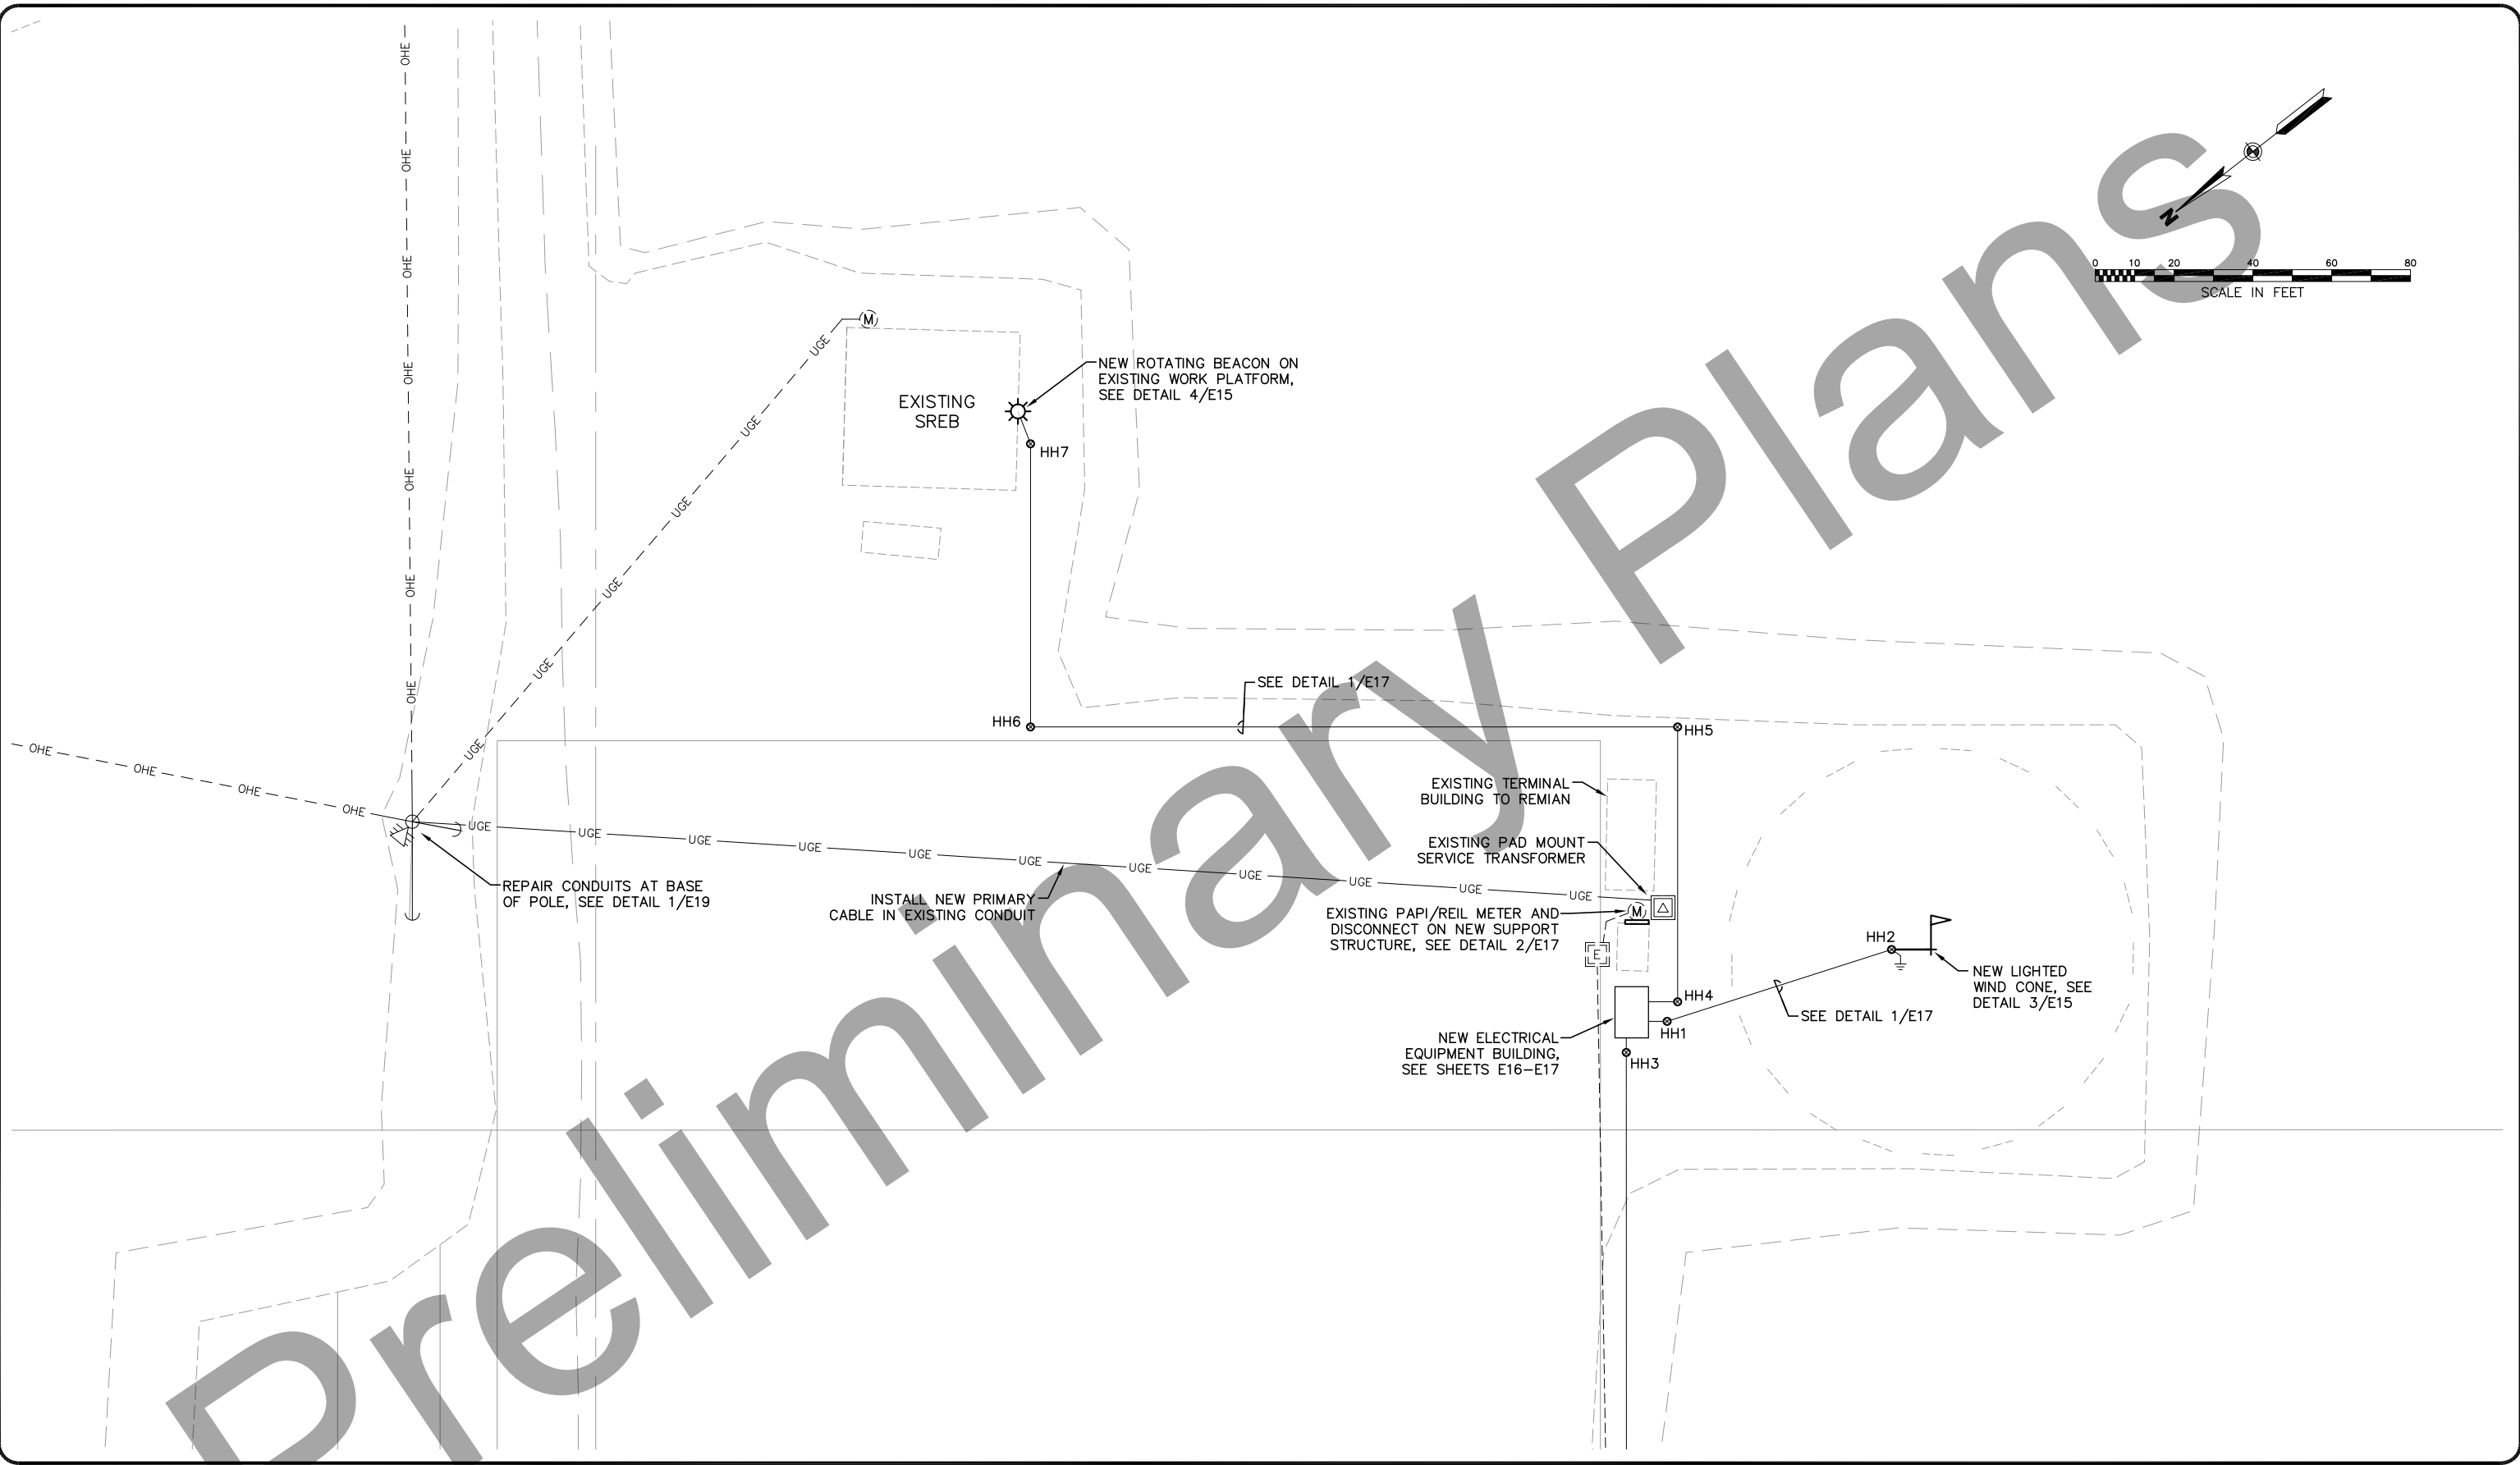 OHE
OHE
OHE
OHE
OHE
OHE
OHE
OHE
OHE
OHE
OHE
N
0 10 20 40 60 80
SCALE IN FEET
M
UGE
UGE
UGE
UGE
UGE
UGE
NEW ROTATING BEACON ON
EXISTING WORK PLATFORM,
SEE DETAIL 4/E15
EXISTING
SREB
HH7
SEE DETAIL 1/E17
HH6
HH5
EXISTING TERMINAL
BUILDING TO REMIAN
EXISTING PAD MOUNT
SERVICE TRANSFORMER
UGE
UGE
UGE
UGE
UGE
UGE
UGE
UGE
UGE
UGE
UGE
REPAIR CONDUITS AT BASE
OF POLE, SEE DETAIL 1/E19
INSTALL NEW PRIMARY
CABLE IN EXISTING CONDUIT
EXISTING PAPI/REIL METER AND
DISCONNECT ON NEW SUPPORT
STRUCTURE, SEE DETAIL 2/E17
M
E
HH2
NEW LIGHTED
WIND CONE, SEE
DETAIL 3/E15
HH4
SEE DETAIL 1/E17
HH1
NEW ELECTRICAL
EQUIPMENT BUILDING,
SEE SHEETS E16-E17
HH3
Preliminary Plans